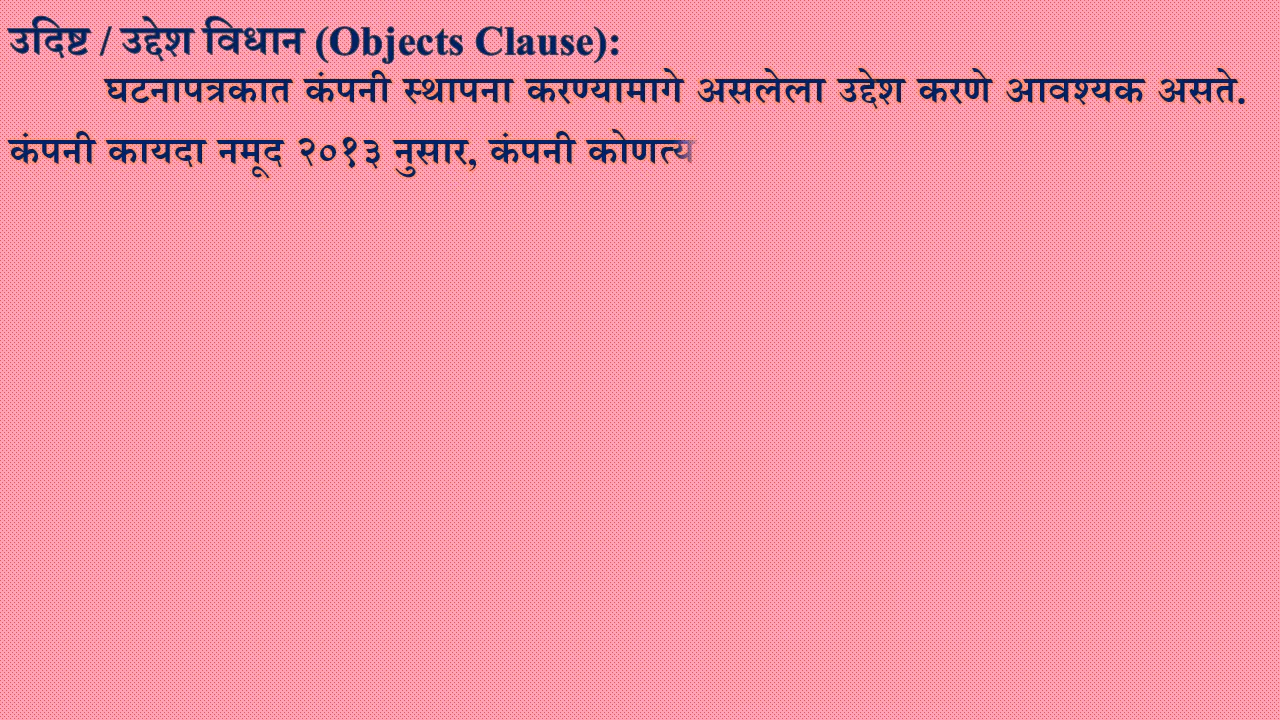 उदिष्ट / उद्देश विधान (Objects Clause):
घटनापत्रकात कंपनी स्थापना करण्यामागे असलेला उद्देश करणे आवश्यक असते.
कंपनी कायदा नमूद २०१३ नुसार, कंपनी कोणत्य